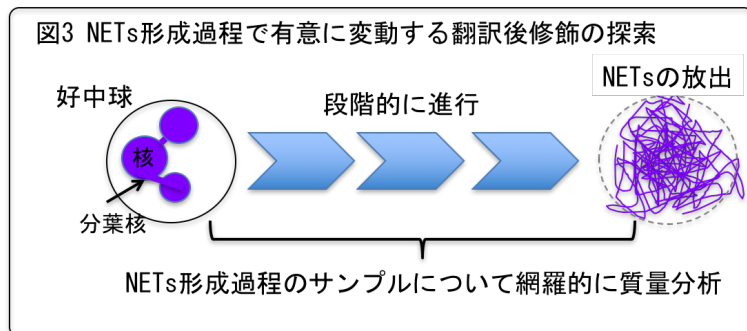 図3 NETs形成過程で有意に変動する翻訳後修飾の探索
NETsの放出
好中球
段階的に進行
核
分葉核
NETs形成過程のサンプルについて網羅的に質量分析